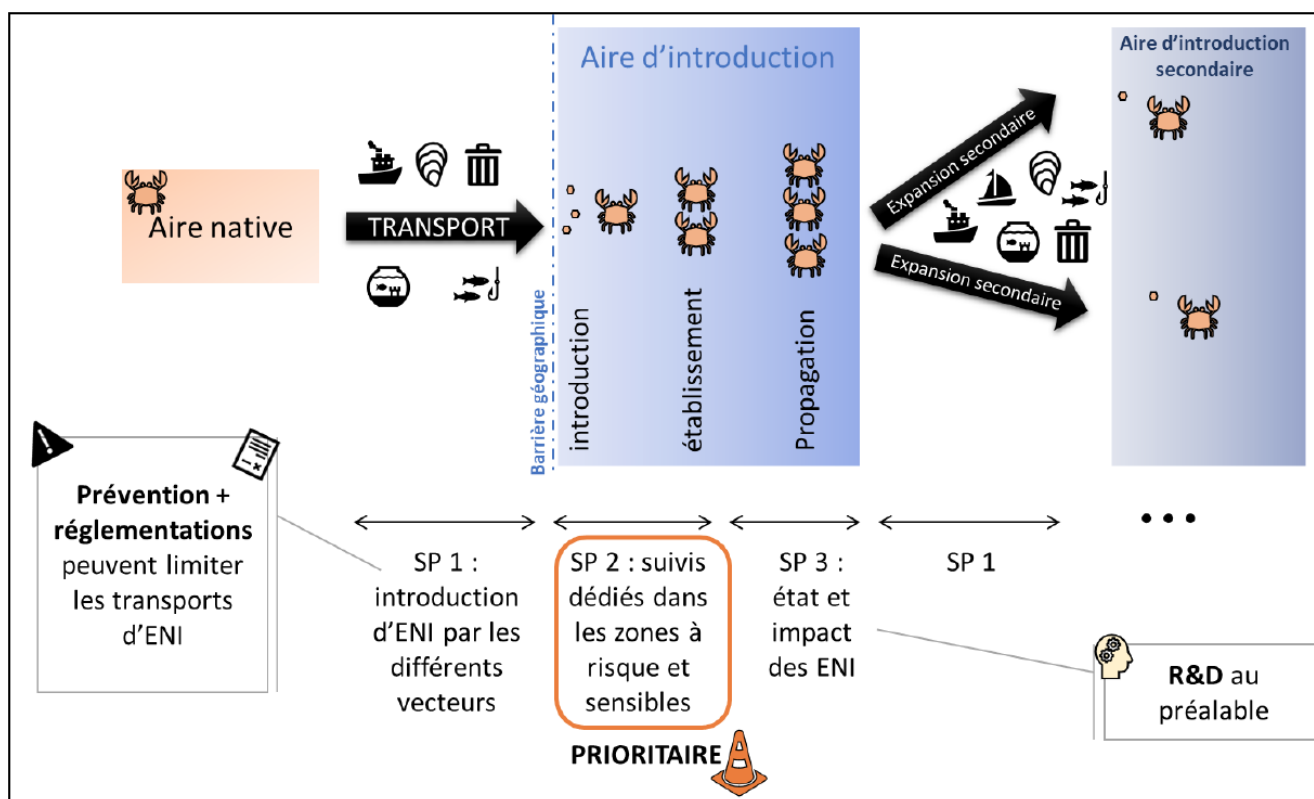 Aire d'introduction
Aire d'introduction
secondaire
Aire native
TRANSPORT
Expansion secondaire
Expansion secondaire
Barrière géographique
introduction
établissement
Propagation
Prévention +
réglementations
peuvent limiter
les transports
d'ENI
SP 1 :
introduction
d'ENI par les
différents
vecteurs
SP 2 : suivis
dédiés dans
les zones à
risque et
sensibles
PRIORITAIRE
SP 3 :
état et
impact
des ENI
SP 1
• • •
R&D au
préalable